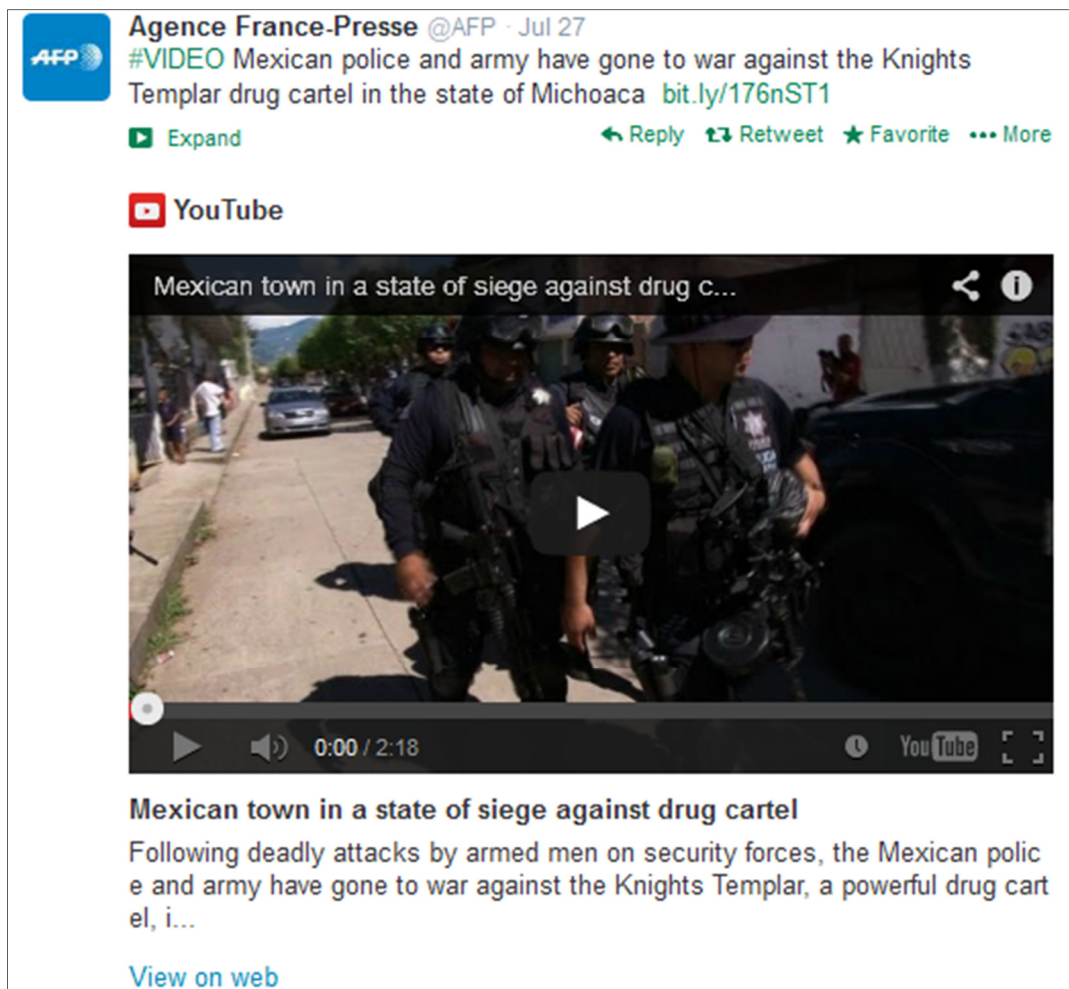 AFP
Agence France-Presse @AFP · Jul 27
#VIDEO Mexican police and army have gone to war against the Knights
Templar drug cartel in the state of Michoaca bit.ly/176nST1
Expand
Reply Retweet Favorite ••• More
YouTube
Mexican town in a state of siege against drug c...
0:00 / 2:18
YouTube
Mexican town in a state of siege against drug cartel
Following deadly attacks by armed men on security forces, the Mexican polic
e and army have gone to war against the Knights Templar, a powerful drug cart
el, i...
View on web